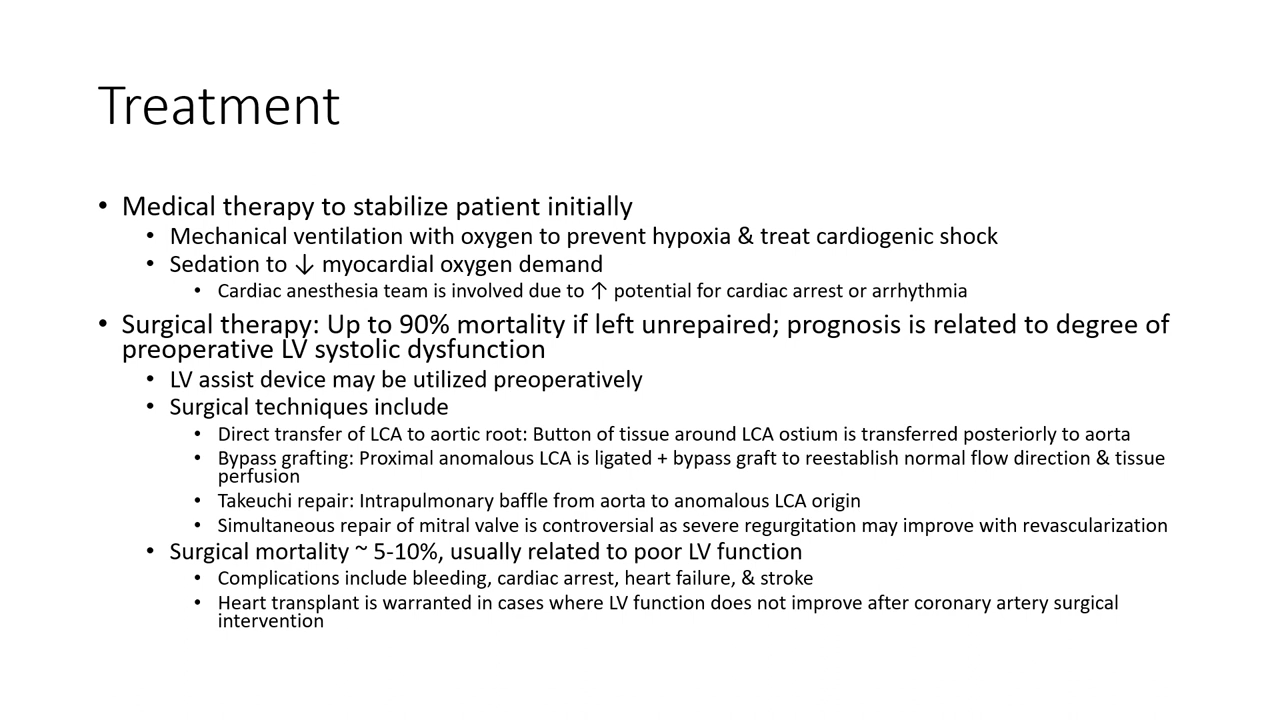 Treatment
• Medical therapy to stabilize patient initially
• Mechanical ventilation with oxygen to prevent hypoxia & treat cardiogenic shock
• Sedation to ↓ myocardial oxygen demand
• Cardiac anesthesia team is involved due to ↑ potential for cardiac arrest or arrhythmia
• Surgical therapy: Up to 90% mortality if left unrepaired; prognosis is related to degree of
preoperative LV systolic dysfunction
• LV assist device may be utilized preoperatively
• Surgical techniques include
• Direct transfer of LCA to aortic root: Button of tissue around LCA ostium is transferred posteriorly to aorta
• Bypass grafting: Proximal anomalous LCA is ligated + bypass graft to reestablish normal flow direction & tissue
perfusion
• Takeuchi repair: Intrapulmonary baffle from aorta to anomalous LCA origin
• Simultaneous repair of mitral valve is controversial as severe regurgitation may improve with revascularization
• Surgical mortality ~ 5-10%, usually related to poor LV function
• Complications include bleeding, cardiac arrest, heart failure, & stroke
• Heart transplant is warranted in cases where LV function does not improve after coronary artery surgical
intervention